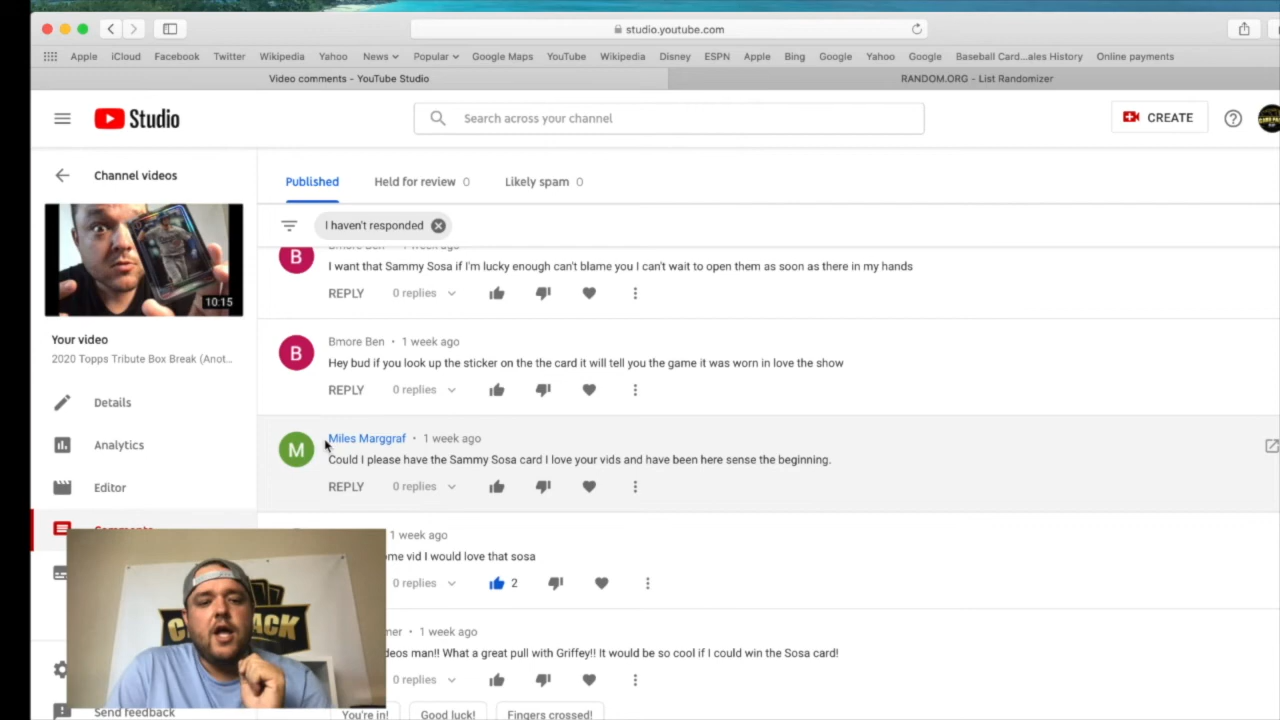 studio.youtube.com
Apple iCloud Facebook Twitter Wikipedia Yahoo News Popular Google Maps YouTube Wikipedia Disney ESPN Apple Bing Google Yahoo Google Baseball Card...ales History Online payments
Video comments - YouTube Studio
RANDOM.ORG - List Randomizer
Studio
Search across your channel
CREATE
Channel videos
10:15
Your video
2020 Topps Tribute Box Break (Anot...
Details
Analytics
Editor
Comments
Send feedback
Published Held for review 0 Likely spam 0
I haven't responded
Bmore Ben • 1 week ago
I want that Sammy Sosa if I'm lucky enough can't blame you I can't wait to open them as soon as there in my hands
REPLY 0 replies
Bmore Ben • 1 week ago
Hey bud if you look up the sticker on the the card it will tell you the game it was worn in love the show
REPLY 0 replies
Miles Marggraf • 1 week ago
Could I please have the Sammy Sosa card I love your vids and have been here sense the beginning.
REPLY 0 replies
1 week ago
ome vid I would love that sosa
0 replies 2
ner • 1 week ago
deos man!! What a great pull with Griffey!! It would be so cool if I could win the Sosa card!
0 replies
You're in! Good luck! Fingers crossed!